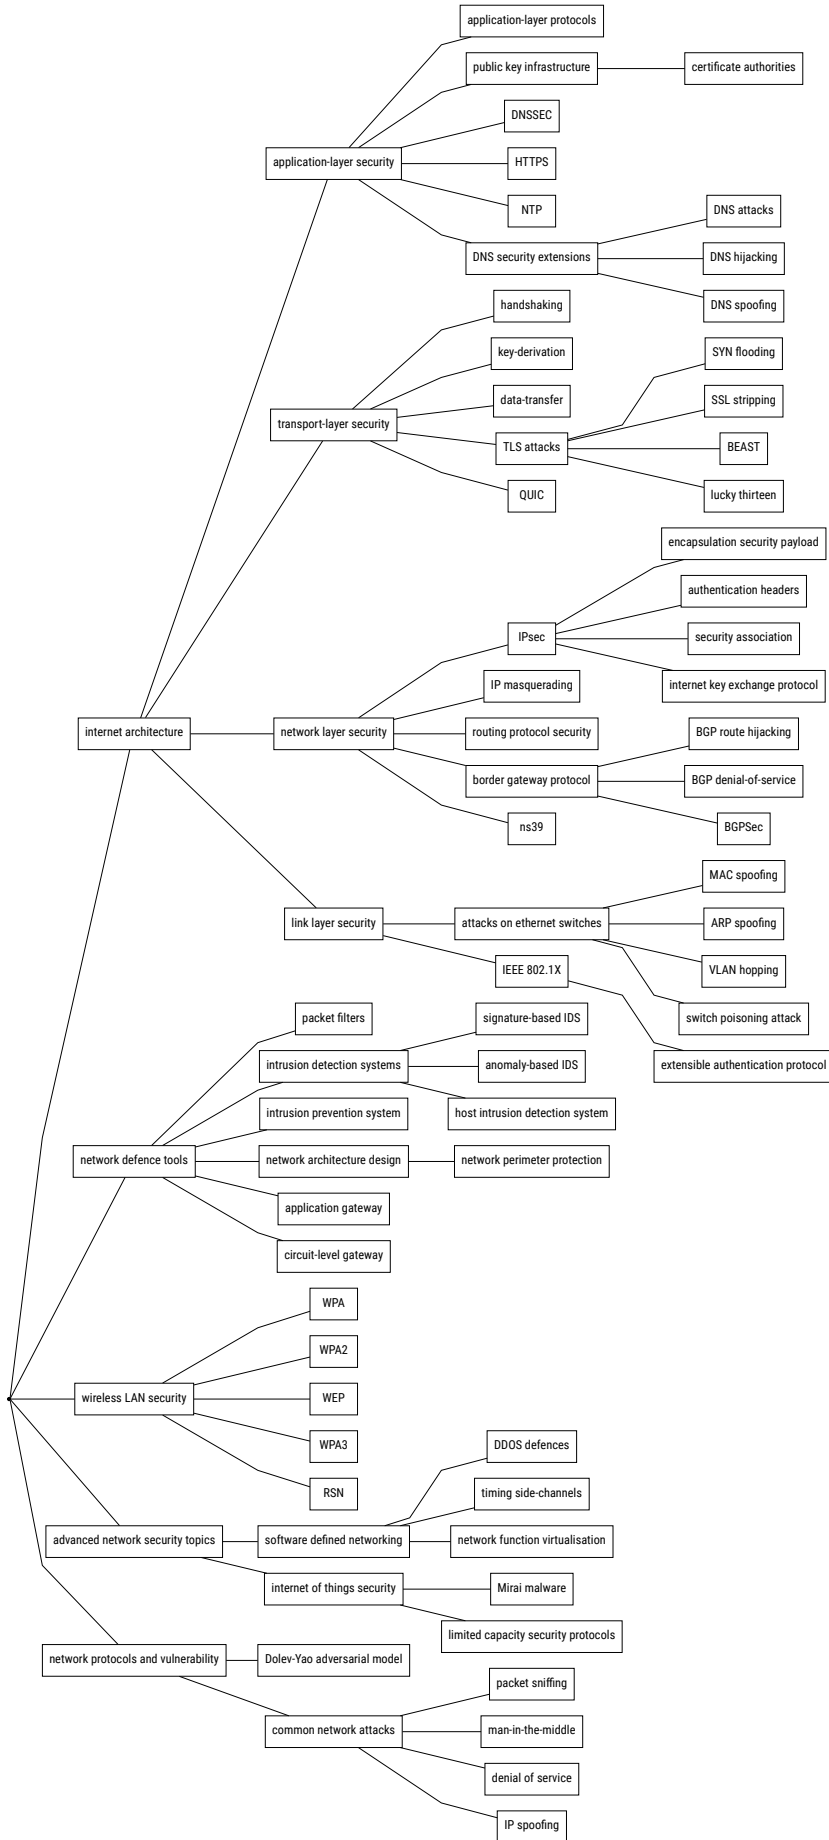 application-layer protocols
public key infrastructure
certificate authorities
DNSSEC
application-layer security
HTTPS
NTP
DNS attacks
DNS security extensions
DNS hijacking
DNS spoofing
handshaking
key-derivation
SYN flooding
data-transfer
SSL stripping
transport-layer security
TLS attacks
BEAST
QUIC
lucky thirteen
encapsulation security payload
authentication headers
IPsec
security association
IP masquerading
internet key exchange protocol
internet architecture
network layer security
routing protocol security
BGP route hijacking
border gateway protocol
BGP denial-of-service
ns39
BGPSec
MAC spoofing
link layer security
attacks on ethernet switches
ARP spoofing
IEEE 802.1X
VLAN hopping
packet filters
signature-based IDS
switch poisoning attack
intrusion detection systems
anomaly-based IDS
extensible authentication protocol
intrusion prevention system
host intrusion detection system
network defence tools
network architecture design
network perimeter protection
application gateway
circuit-level gateway
WPA
WPA2
wireless LAN security
WEP
WPA3
DDOS defences
RSN
timing side-channels
advanced network security topics
software defined networking
network function virtualisation
internet of things security
Mirai malware
limited capacity security protocols
network protocols and vulnerability
Dolev-Yao adversarial model
packet sniffing
common network attacks
man-in-the-middle
denial of service
IP spoofing